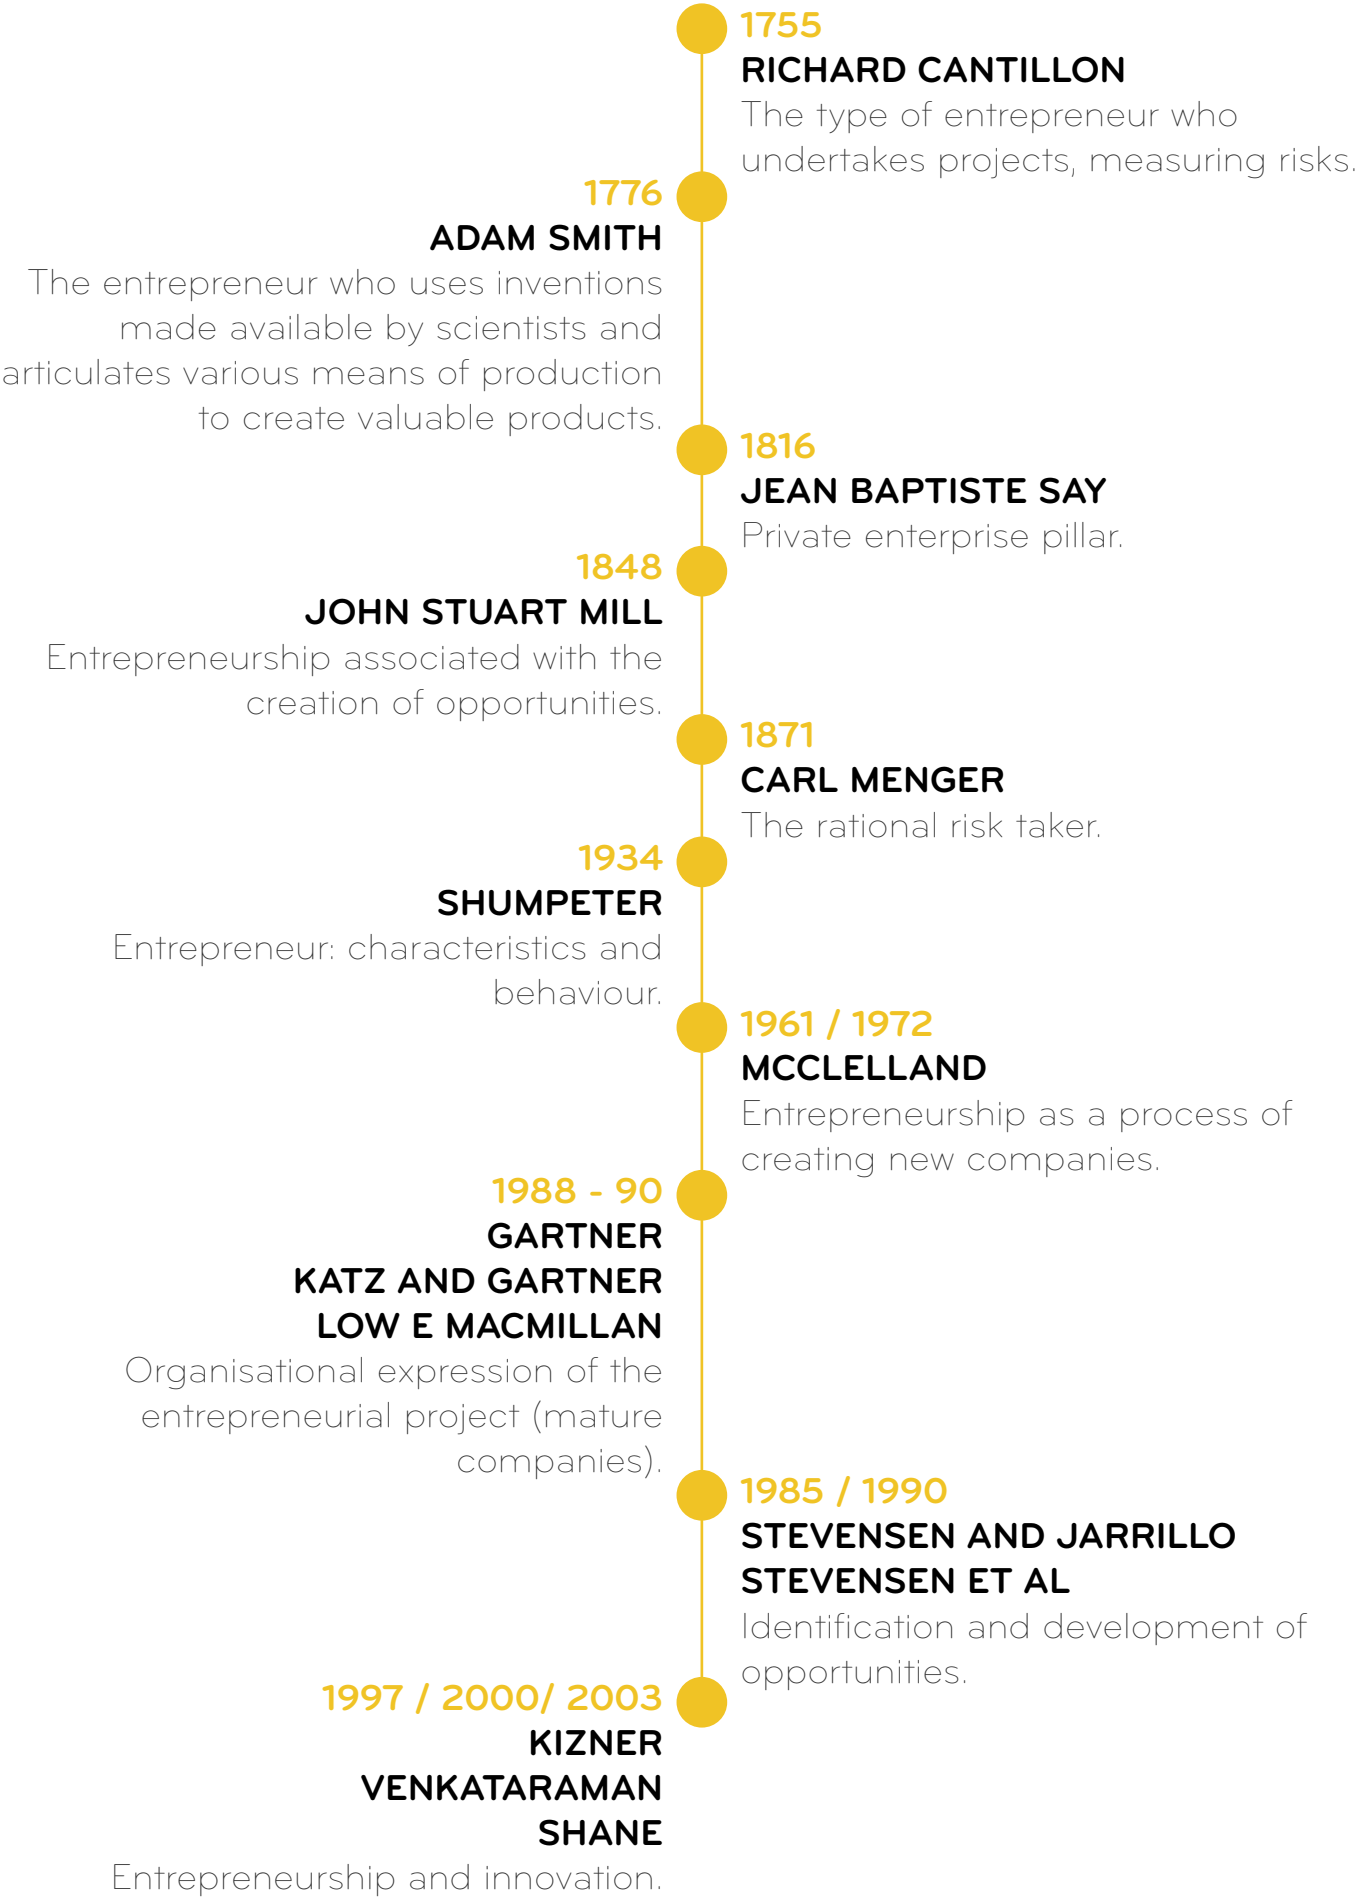 1755
RICHARD CANTILLON
The type of entrepreneur who
undertakes projects, measuring risks.
1776
ADAM SMITH
The entrepreneur who uses inventions
made available by scientists and
articulates various means of production
to create valuable products.
1816
JEAN BAPTISTE SAY
Private enterprise pillar.
1848
JOHN STUART MILL
Entrepreneurship associated with the
creation of opportunities.
1871
CARL MENGER
The rational risk taker.
1934
SHUMPETER
Entrepreneur: characteristics and
behaviour.
1961 / 1972
MCCLELLAND
Entrepreneurship as a process of
creating new companies.
1988 - 90
GARTNER
KATZ AND GARTNER
LOW E MACMILLAN
Organisational expression of the
entrepreneurial project (mature
companies).
1985 / 1990
STEVENSEN AND JARRILLO
STEVENSEN ET AL
Identification and development of
opportunities.
1997 / 2000/ 2003
KIZNER
VENKATARAMAN
SHANE
Entrepreneurship and innovation.